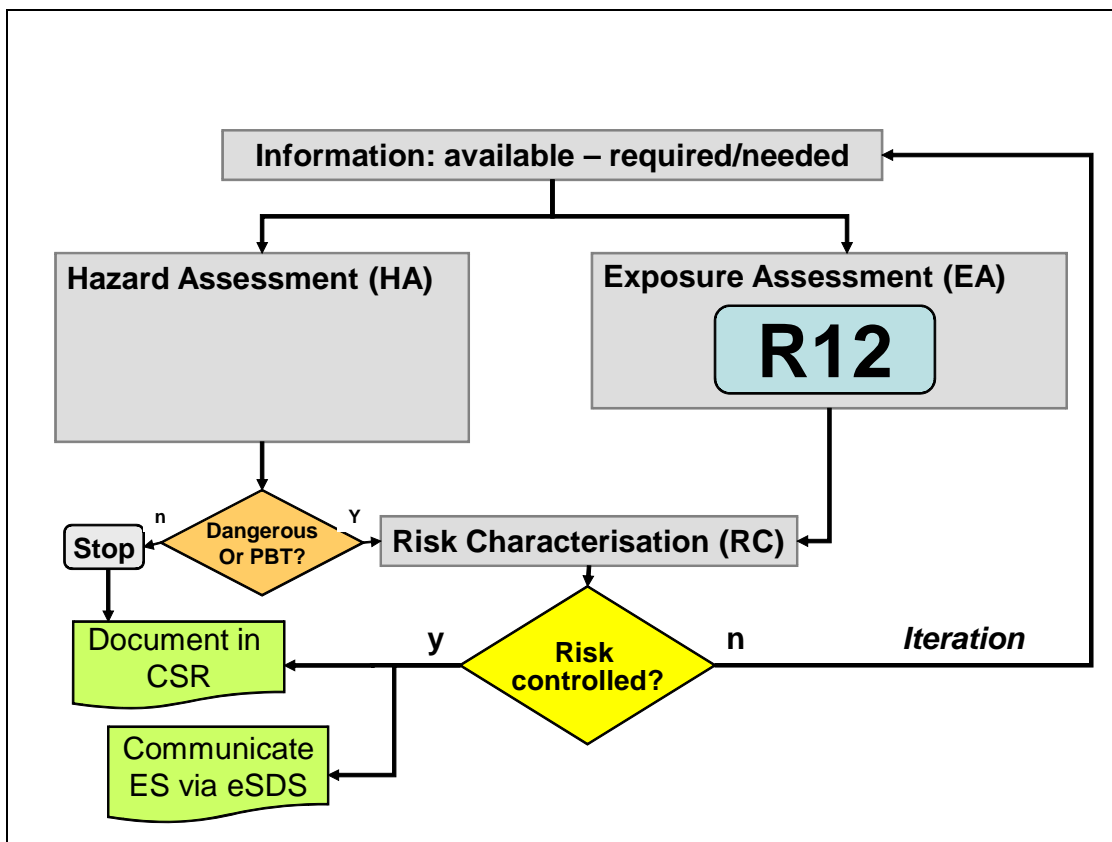 Information: available – required/needed
Hazard Assessment (HA)
Exposure Assessment (EA)
R12
n
Dangerous
Or PBT?
Y
Stop
Risk Characterisation (RC)
Document in
CSR
y
Risk
controlled?
n
Iteration
Communicate
ES via eSDS